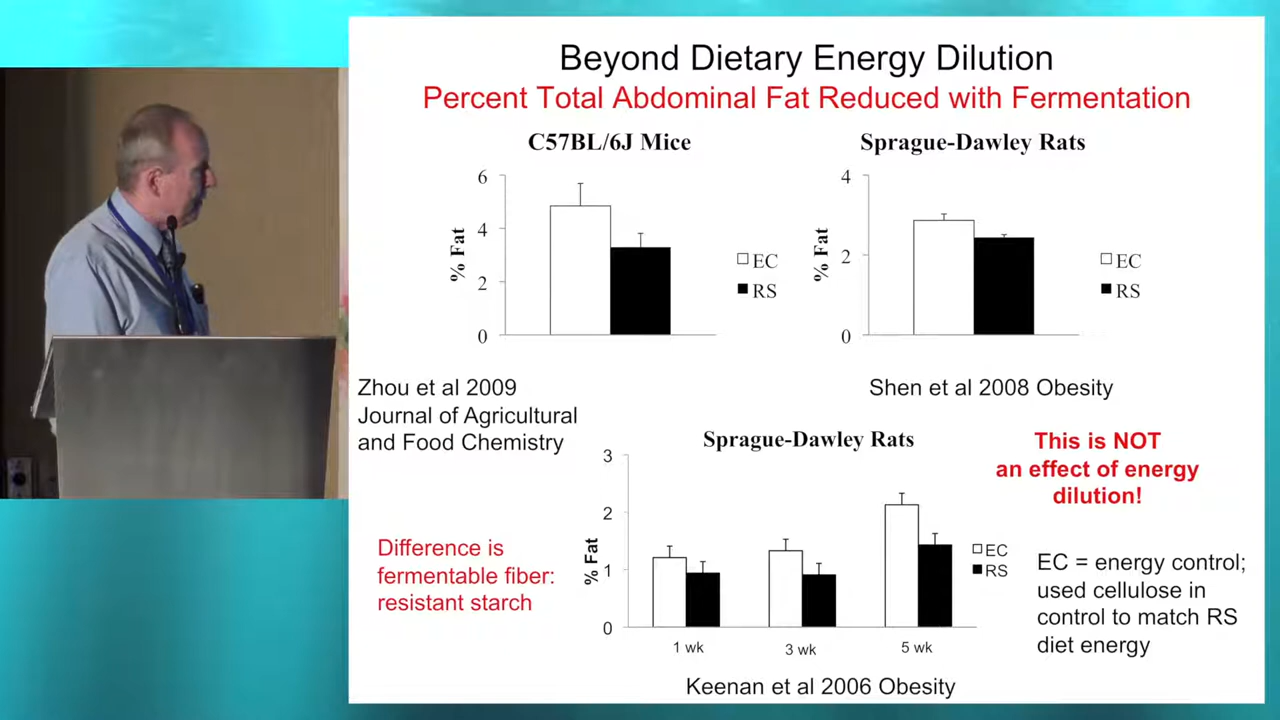 Beyond Dietary Energy Dilution
Percent Total Abdominal Fat Reduced with Fermentation
C57BL/6J Mice
6
4
2
0
% Fat
EC
RS
Sprague-Dawley Rats
4
2
0
% Fat
EC
RS
Zhou et al 2009
Journal of Agricultural
and Food Chemistry
Shen et al 2008 Obesity
Sprague-Dawley Rats
3
2
1
0
% Fat
1 wk
3 wk
5 wk
EC
RS
This is NOT
an effect of energy
dilution!
Difference is
fermentable fiber:
resistant starch
EC = energy control;
used cellulose in
control to match RS
diet energy
Keenan et al 2006 Obesity